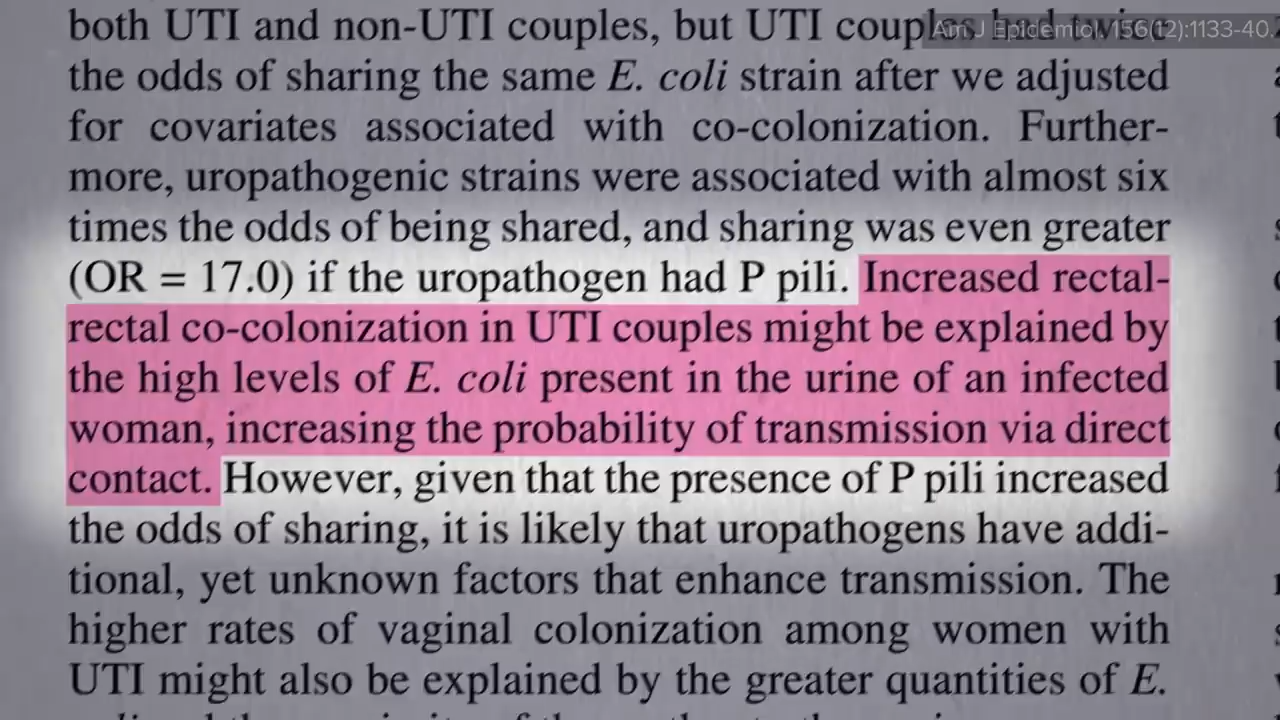 both UTI and non-UTI couples, but UTI couples had twice
Am J Epidemiol. 156(12):1133-40.
the odds of sharing the same E. coli strain after we adjusted
for covariates associated with co-colonization. Further-
more, uropathogenic strains were associated with almost six
times the odds of being shared, and sharing was even greater
(OR = 17.0) if the uropathogen had P pili. Increased rectal-
rectal co-colonization in UTI couples might be explained by
the high levels of E. coli present in the urine of an infected
woman, increasing the probability of transmission via direct
contact. However, given that the presence of P pili increased
the odds of sharing, it is likely that uropathogens have addi-
tional, yet unknown factors that enhance transmission. The
higher rates of vaginal colonization among women with
UTI might also be explained by the greater quantities of E.